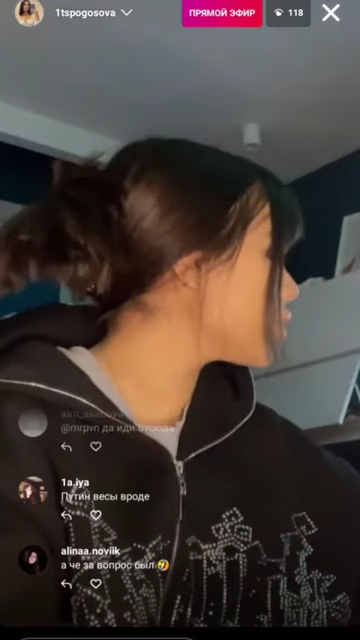 1tspogosova
ПРЯМОЙ ЭФИР
118
@mrpvn да иди отсюда
1a.iya
Путин весы вроде
alinaa.noviik
а че за вопрос был 🤣